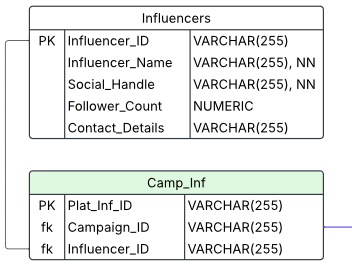 Influencers
PK Influencer_ID VARCHAR(255)
Influencer_Name VARCHAR(255), NN
Social_Handle VARCHAR(255), NN
Follower_Count NUMERIC
Contact_Details VARCHAR(255)
Camp_Inf
PK Plat_Inf_ID VARCHAR(255)
fk Campaign_ID VARCHAR(255)
fk Influencer_ID VARCHAR(255)